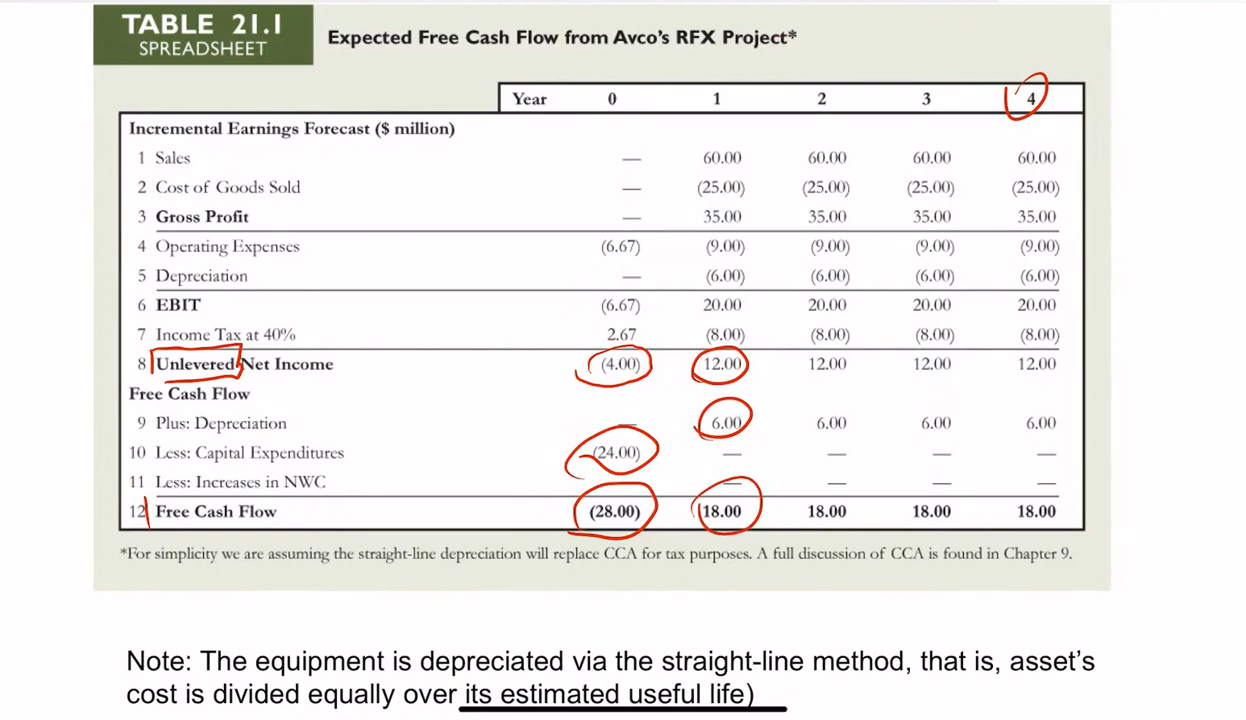 TABLE 21.1
SPREADSHEET
Expected Free Cash Flow from Avco's RFX Project*
Year 0 1 2 3 4
Incremental Earnings Forecast ($ million)
1 Sales — 60.00 60.00 60.00 60.00
2 Cost of Goods Sold — (25.00) (25.00) (25.00) (25.00)
3 Gross Profit — 35.00 35.00 35.00 35.00
4 Operating Expenses (6.67) (9.00) (9.00) (9.00) (9.00)
5 Depreciation — (6.00) (6.00) (6.00) (6.00)
6 EBIT (6.67) 20.00 20.00 20.00 20.00
7 Income Tax at 40% 2.67 (8.00) (8.00) (8.00) (8.00)
8 Unlevered Net Income (4.00) 12.00 12.00 12.00 12.00
Free Cash Flow
9 Plus: Depreciation — 6.00 6.00 6.00 6.00
10 Less: Capital Expenditures (24.00) — — — —
11 Less: Increases in NWC — — — —
12 Free Cash Flow (28.00) 18.00 18.00 18.00 18.00
*For simplicity we are assuming the straight-line depreciation will replace CCA for tax purposes. A full discussion of CCA is found in Chapter 9.
Note: The equipment is depreciated via the straight-line method, that is, asset's
cost is divided equally over its estimated useful life)